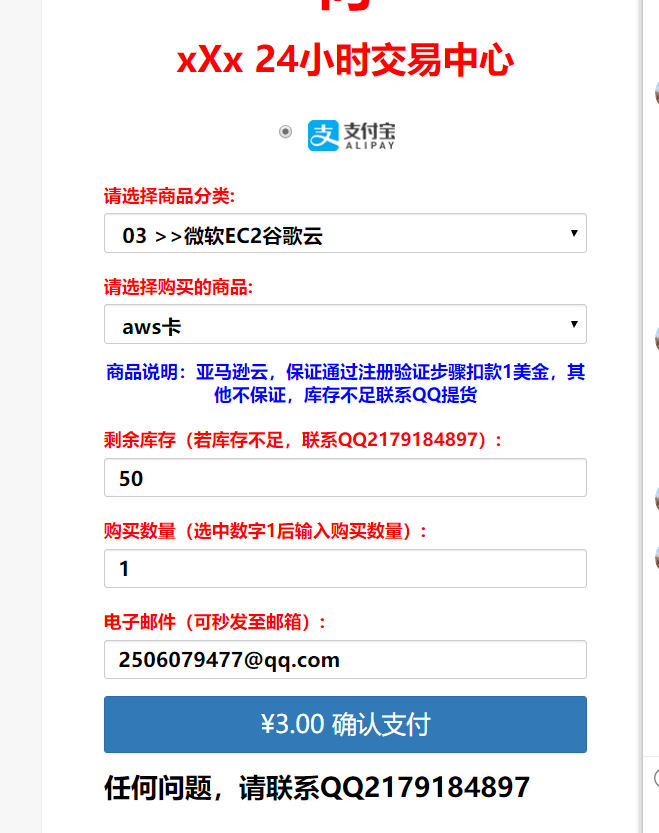 xXx 24小时交易中心
支付宝
ALIPAY
请选择商品分类:
03 >>微软EC2谷歌云
请选择购买的商品:
aws卡
商品说明：亚马逊云，保证通过注册验证步骤扣款1美金，其
他不保证，库存不足联系QQ提货
剩余库存（若库存不足，联系QQ2179184897）:
50
购买数量（选中数字1后输入购买数量）:
1
电子邮件（可秒发至邮箱）:
2506079477@qq.com
¥3.00 确认支付
任何问题，请联系QQ2179184897